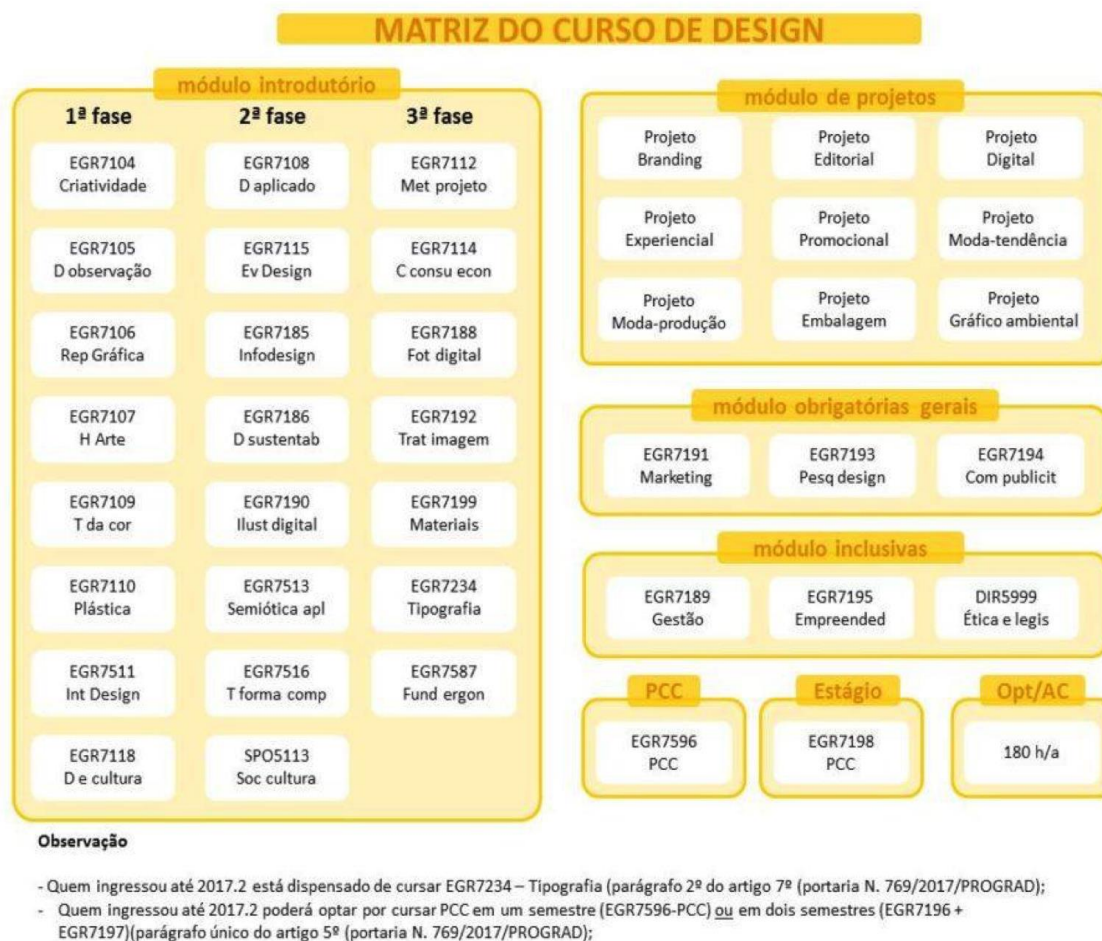 MATRIZ DO CURSO DE DESIGN
módulo introdutório
1ª fase
2ª fase
3ª fase
EGR7104
Criatividade
EGR7108
D aplicado
EGR7112
Met projeto
EGR7105
D observação
EGR7115
Ev Design
EGR7114
C consu econ
EGR7106
Rep Gráfica
EGR7185
Infodesign
EGR7188
Fot digital
EGR7107
H Arte
EGR7186
D sustentab
EGR7192
Trat imagem
EGR7109
T da cor
EGR7190
Ilust digital
EGR7199
Materiais
EGR7110
Plástica
EGR7513
Semiótica apl
EGR7234
Tipografia
EGR7511
Int Design
EGR7516
T forma comp
EGR7587
Fund ergon
EGR7118
D e cultura
SPO5113
Soc cultura
módulo de projetos
Projeto
Branding
Projeto
Editorial
Projeto
Digital
Projeto
Experiencial
Projeto
Promocional
Projeto
Moda-tendência
Projeto
Moda-produção
Projeto
Embalagem
Projeto
Gráfico ambiental
módulo obrigatórias gerais
EGR7191
Marketing
EGR7193
Pesq design
EGR7194
Com publicit
módulo inclusivas
EGR7189
Gestão
EGR7195
Empreended
DIR5999
Ética e legis
PCC
EGR7596
PCC
Estágio
EGR7198
PCC
Opt/AC
180 h/a
Observação
- Quem ingressou até 2017.2 está dispensado de cursar EGR7234 – Tipografia (parágrafo 2º do artigo 7º (portaria N. 769/2017/PROGRAD);
- Quem ingressou até 2017.2 poderá optar por cursar PCC em um semestre (EGR7596-PCC) ou em dois semestres (EGR7196 +
EGR7197)(parágrafo único do artigo 5º (portaria N. 769/2017/PROGRAD);